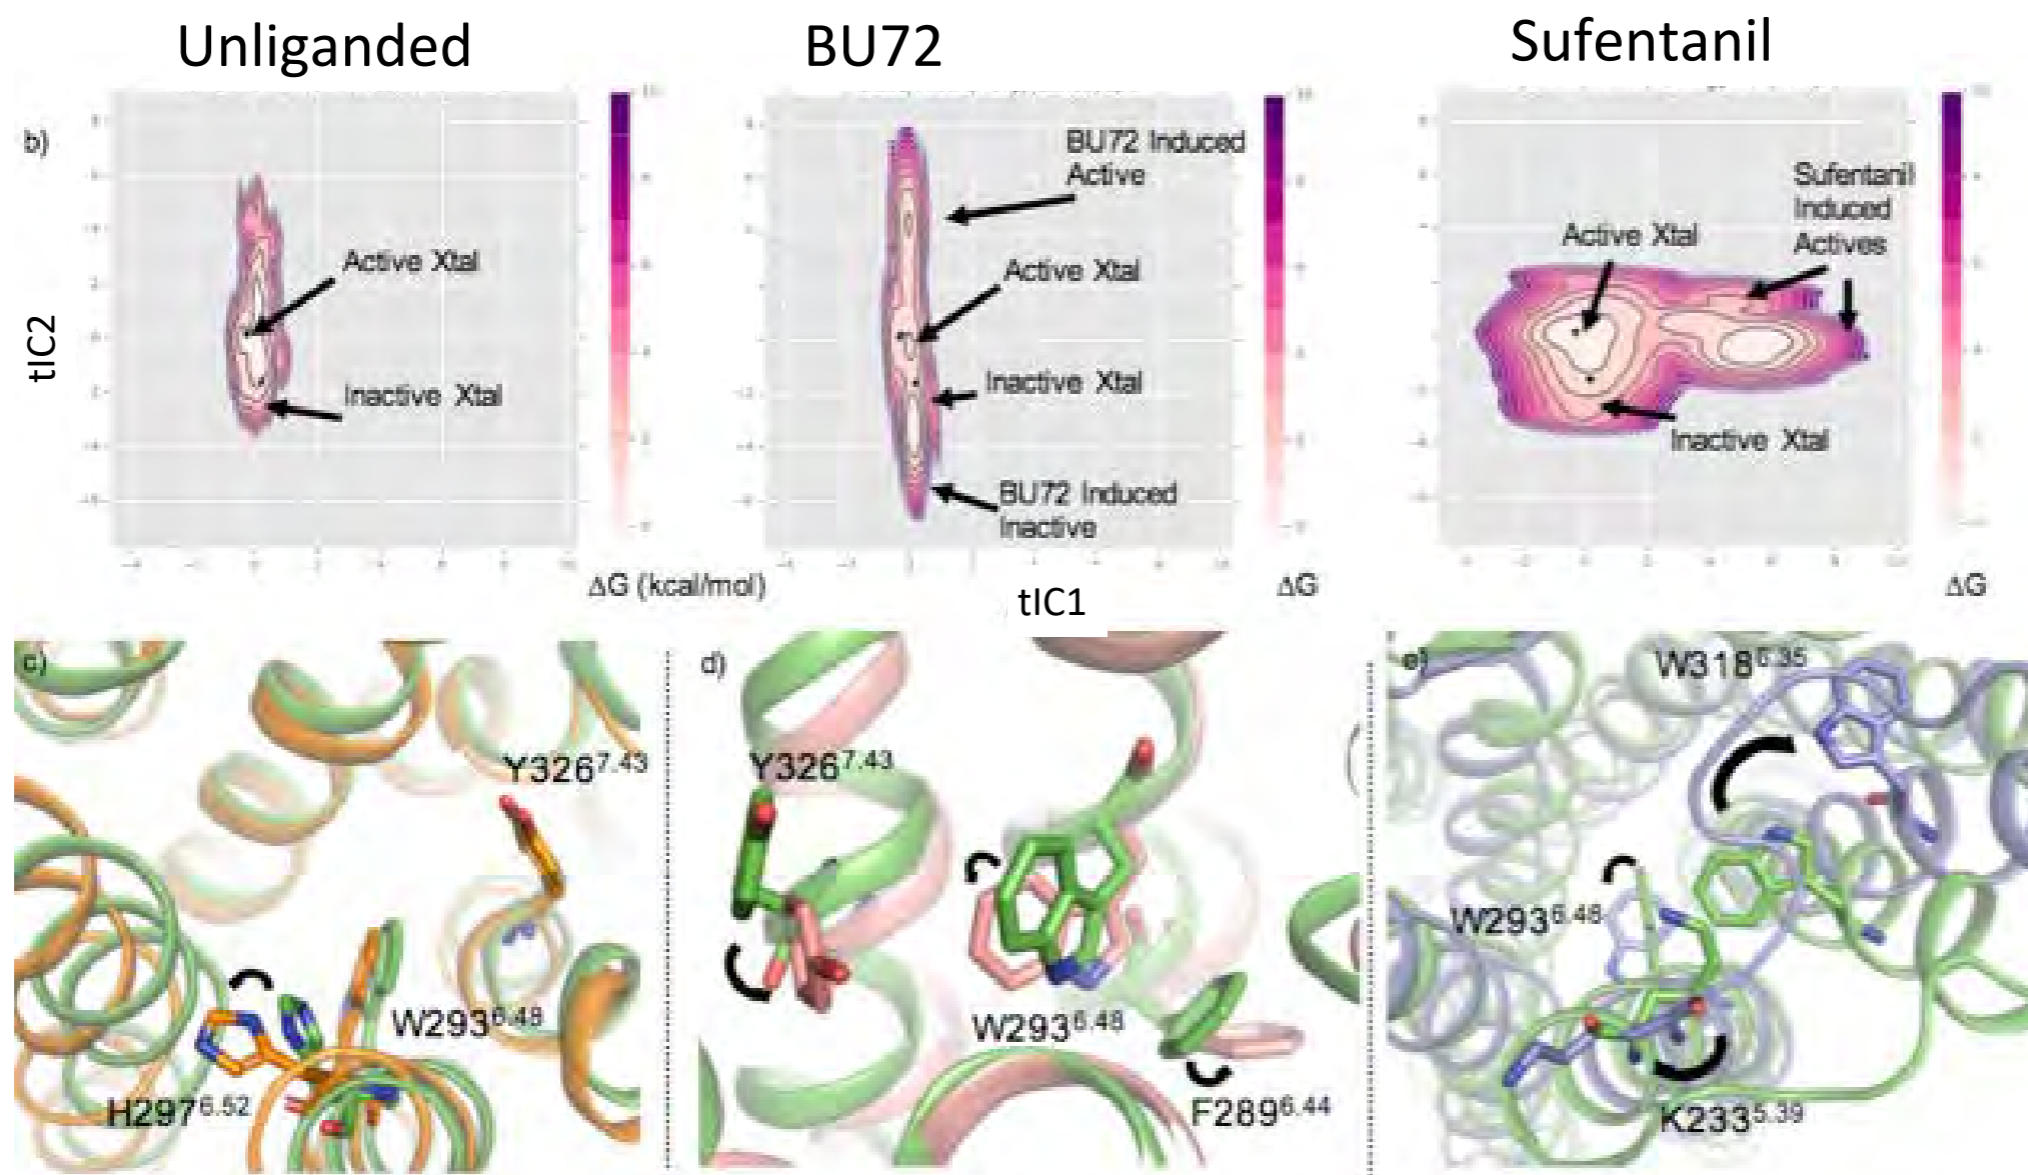 Unliganded
BU72
Sufentanil
b)
tIC2
Active Xtal
Inactive Xtal
ΔG (kcal/mol)
BU72 Induced
Active
Active Xtal
Inactive Xtal
BU72 Induced
Inactive
ΔG
tIC1
Active Xtal
Sufentanil
Induced
Actives
Inactive Xtal
ΔG
c)
Y326^7.43
W293^6.48
H297^6.52
d)
Y326^7.43
W293^6.48
F289^6.44
e)
W318^6.35
W293^6.48
K233^5.39